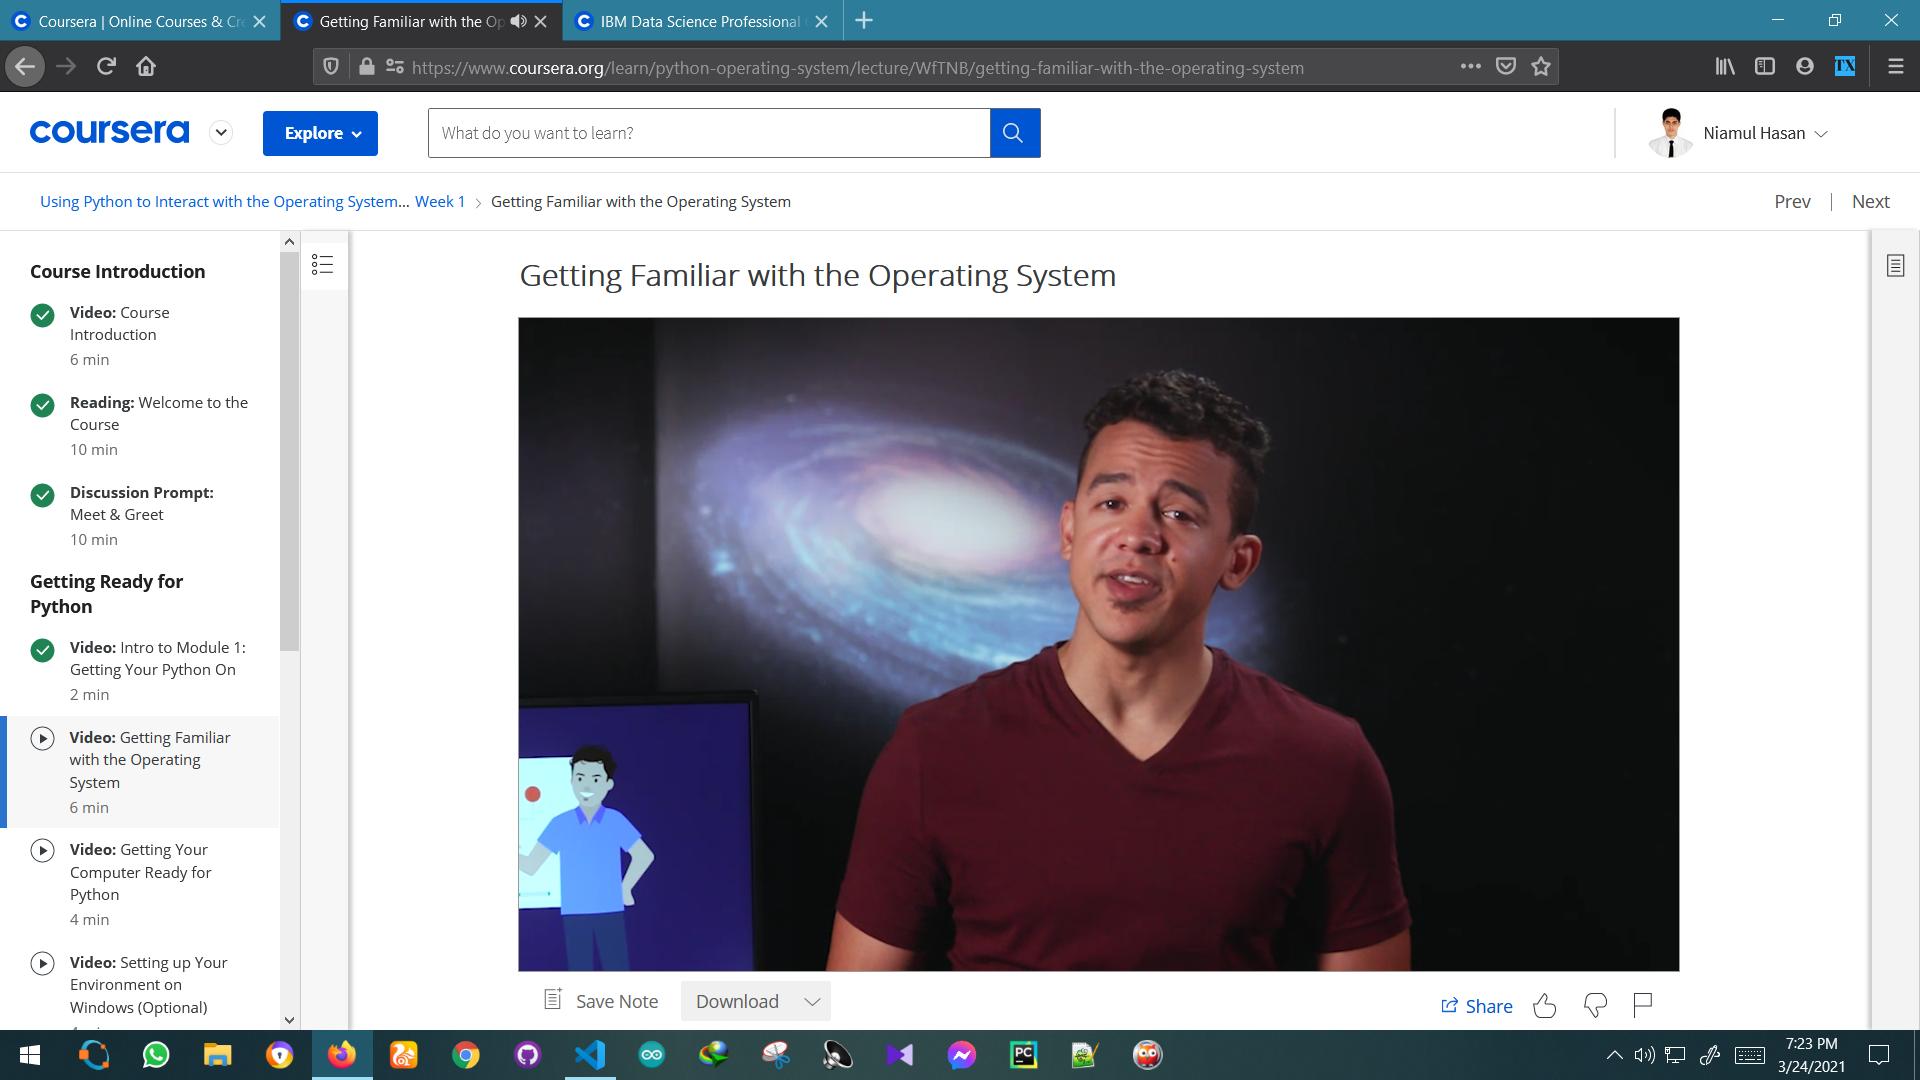 Coursera | Online Courses & Cre
Getting Familiar with the Op
IBM Data Science Professional
https://www.coursera.org/learn/python-operating-system/lecture/WfTNB/getting-familiar-with-the-operating-system
TX
coursera
Explore
What do you want to learn?
Niamul Hasan
Using Python to Interact with the Operating System...
Week 1
Getting Familiar with the Operating System
Prev
Next
Course Introduction
Video: Course
Introduction
6 min
Reading: Welcome to the
Course
10 min
Discussion Prompt:
Meet & Greet
10 min
Getting Ready for
Python
Video: Intro to Module 1:
Getting Your Python On
2 min
Video: Getting Familiar
with the Operating
System
6 min
Video: Getting Your
Computer Ready for
Python
4 min
Video: Setting up Your
Environment on
Windows (Optional)
Getting Familiar with the Operating System
Save Note
Download
Share
PC
7:23 PM
3/24/2021